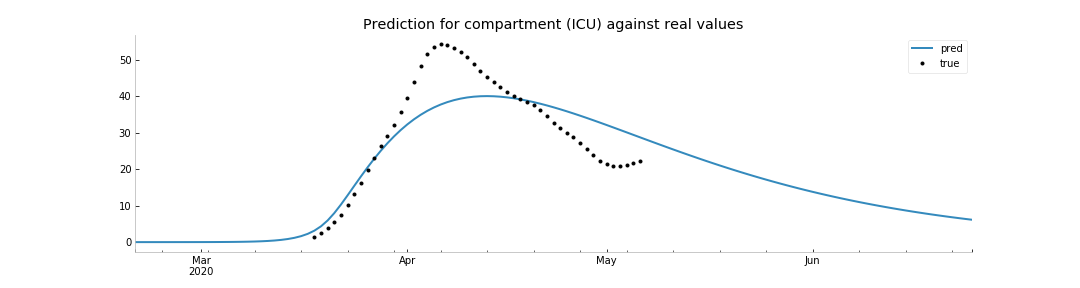 Prediction for compartment (ICU) against real values
pred
true
50
40
30
20
10
0
Mar
2020
Apr
May
Jun